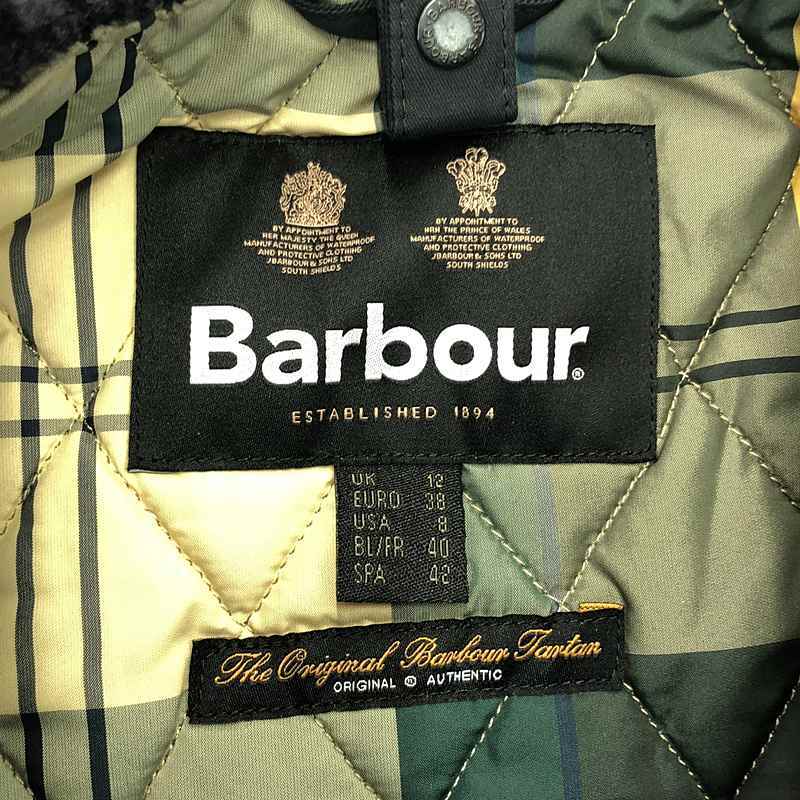 BARBOUR
BY APPOINTMENT TO
HER MAJESTY THE QUEEN
MANUFACTURERS OF WATERPROOF
AND PROTECTIVE CLOTHING
J.BARBOUR & SONS LTD
SOUTH SHIELDS
BY APPOINTMENT TO
HRH THE PRINCE OF WALES
MANUFACTURERS OF WATERPROOF
AND PROTECTIVE CLOTHING
J.BARBOUR & SONS LTD
SOUTH SHIELDS
Barbour®
ESTABLISHED 1894
UK 12
EURO 38
USA 8
BL/FR 40
SPA 42
The Original Barbour Tartan
ORIGINAL ® AUTHENTIC